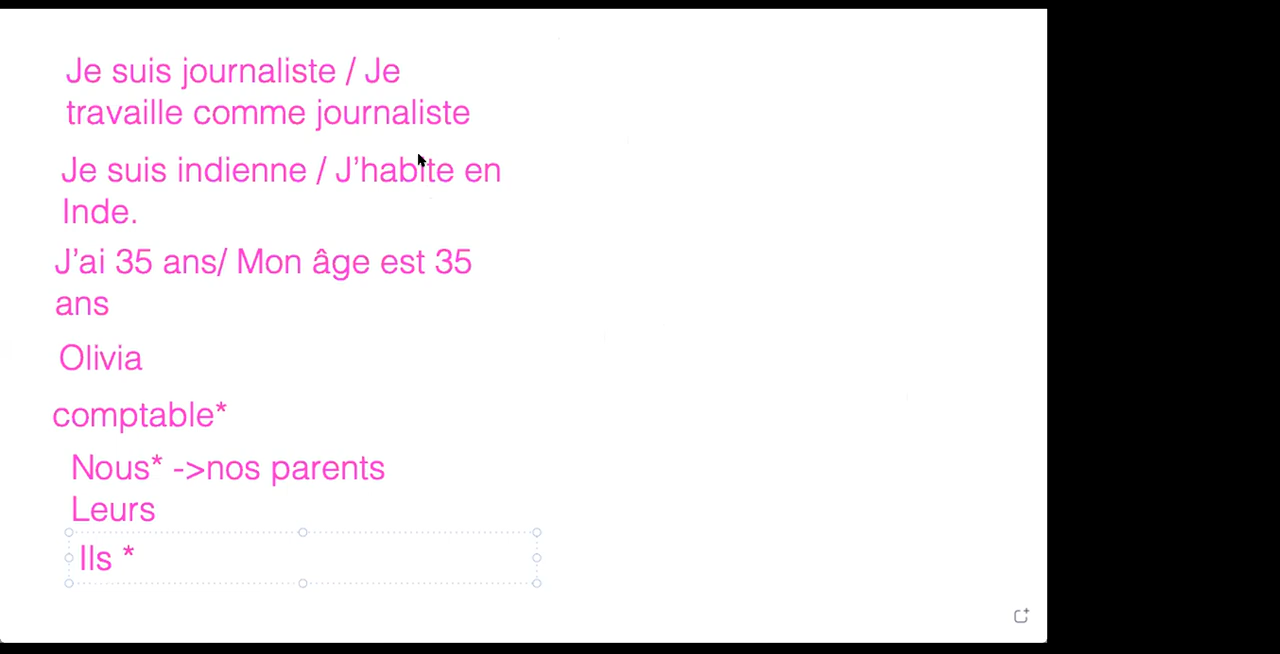 Je suis journaliste / Je
travaille comme journaliste
Je suis indienne / J’habite en
Inde.
J’ai 35 ans/ Mon âge est 35
ans
Olivia
comptable*
Nous* ->nos parents
Leurs
Ils *